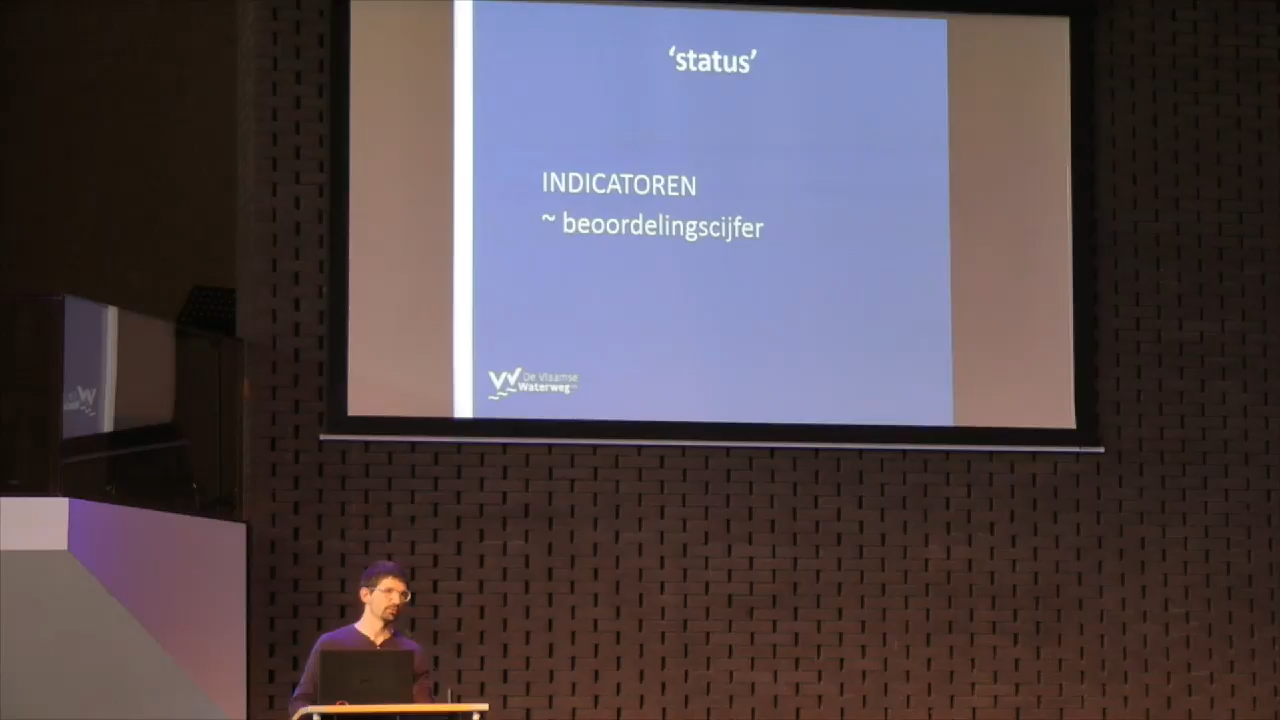 ‘status’
INDICATOREN
~ beoordelingscijfer
De Vlaamse
Waterweg